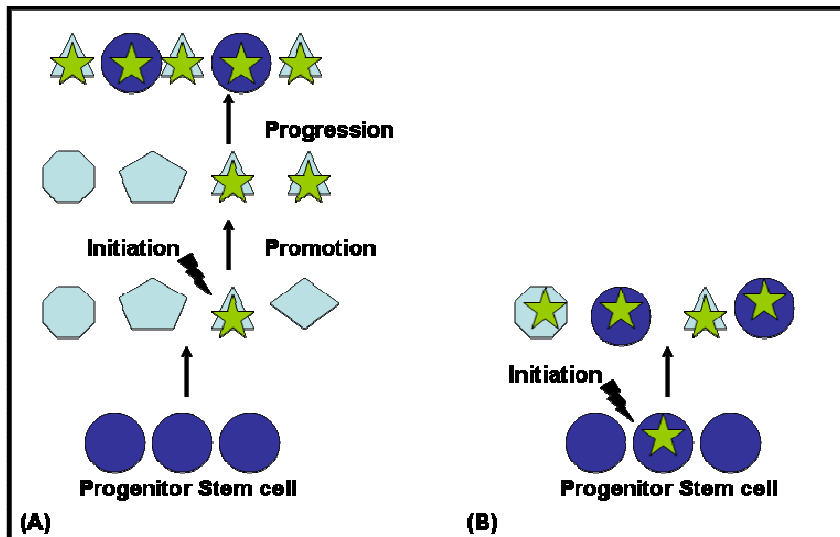 Progression
Initiation
Promotion
Progenitor Stem cell
(A)
Initiation
Progenitor Stem cell
(B)